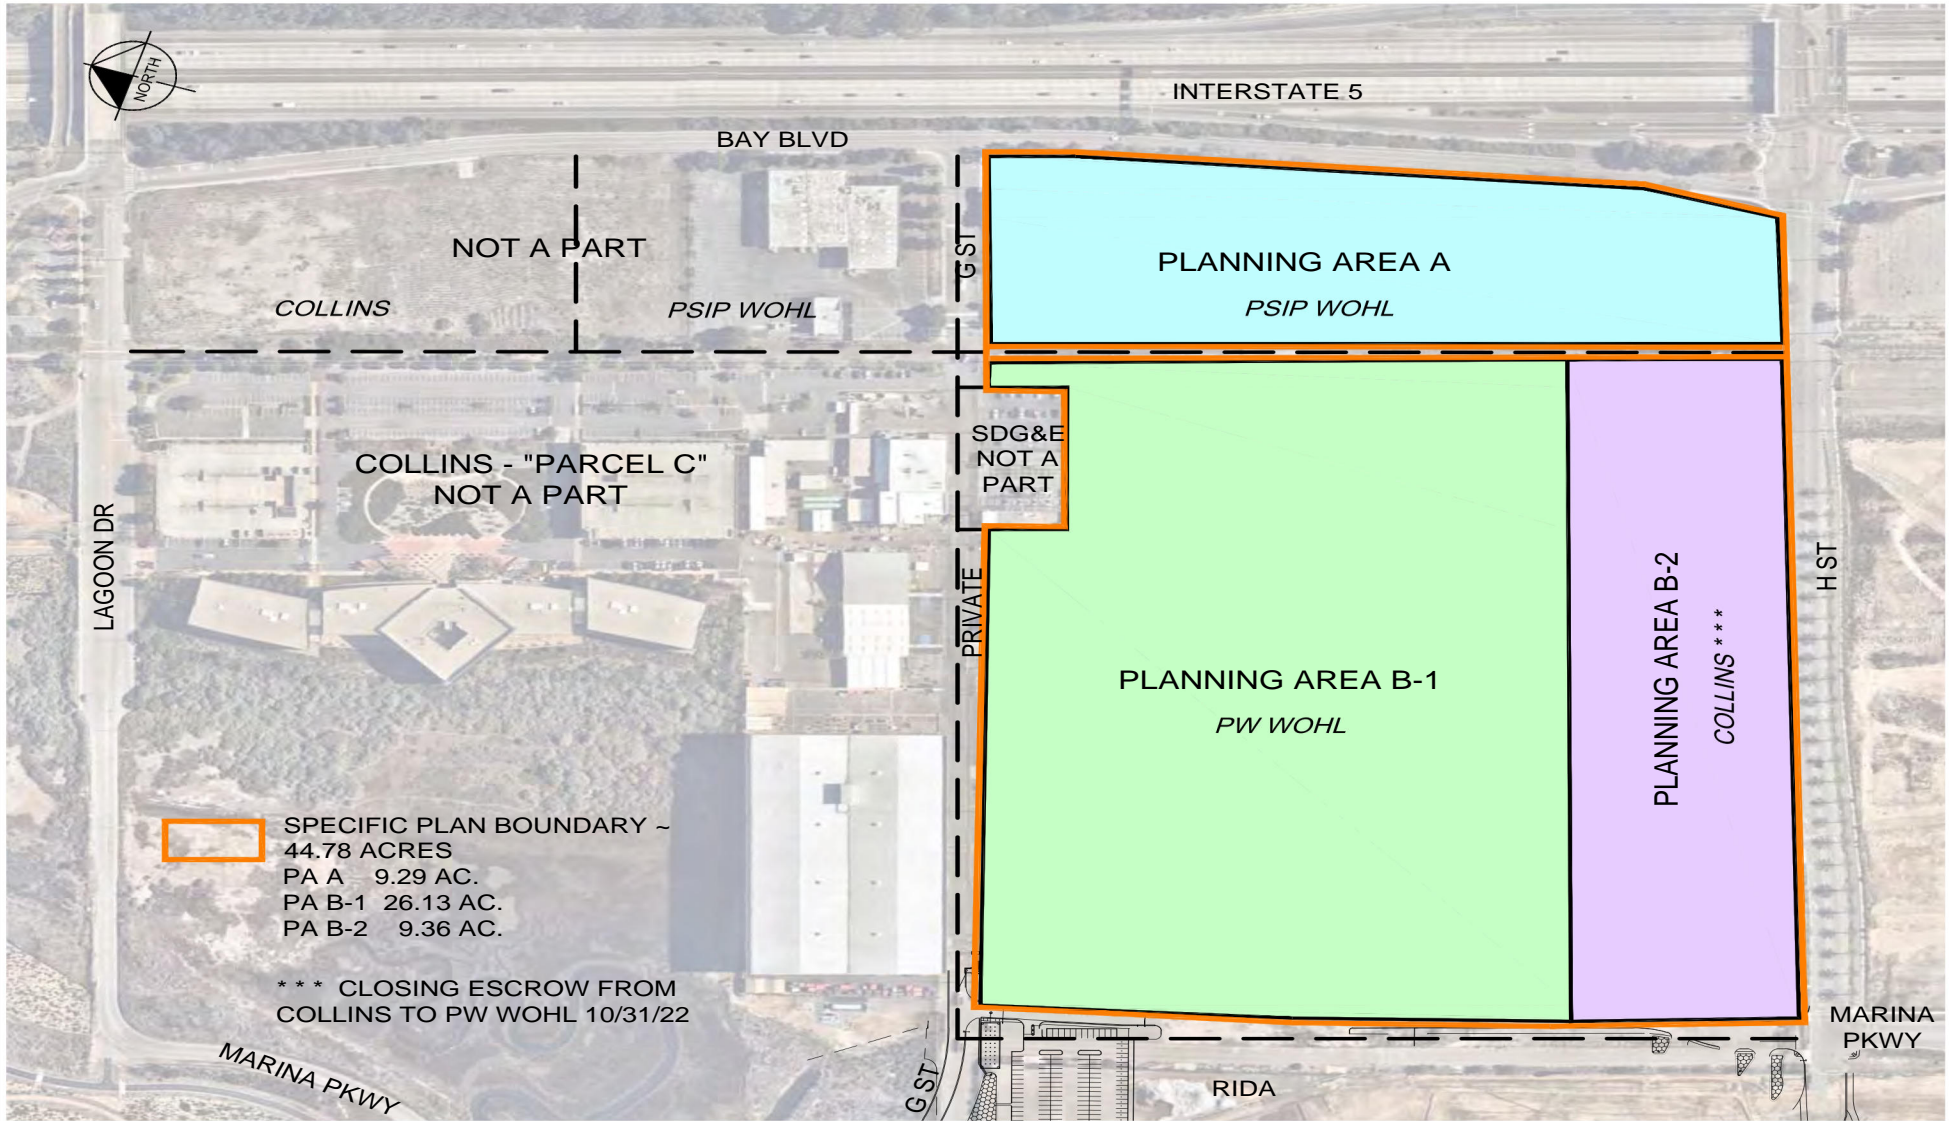 NORTH
INTERSTATE 5
BAY BLVD
NOT A PART
COLLINS
PSIP WOHL
G ST
PLANNING AREA A
PSIP WOHL
COLLINS - "PARCEL C"
NOT A PART
SDG&E
NOT A
PART
LAGOON DR
PRIVATE
PLANNING AREA B-1
PW WOHL
PLANNING AREA B-2
COLLINS ***
H ST
SPECIFIC PLAN BOUNDARY ~
44.78 ACRES
PA A 9.29 AC.
PA B-1 26.13 AC.
PA B-2 9.36 AC.
*** CLOSING ESCROW FROM
COLLINS TO PW WOHL 10/31/22
MARINA PKWY
G ST
RIDA
MARINA
PKWY